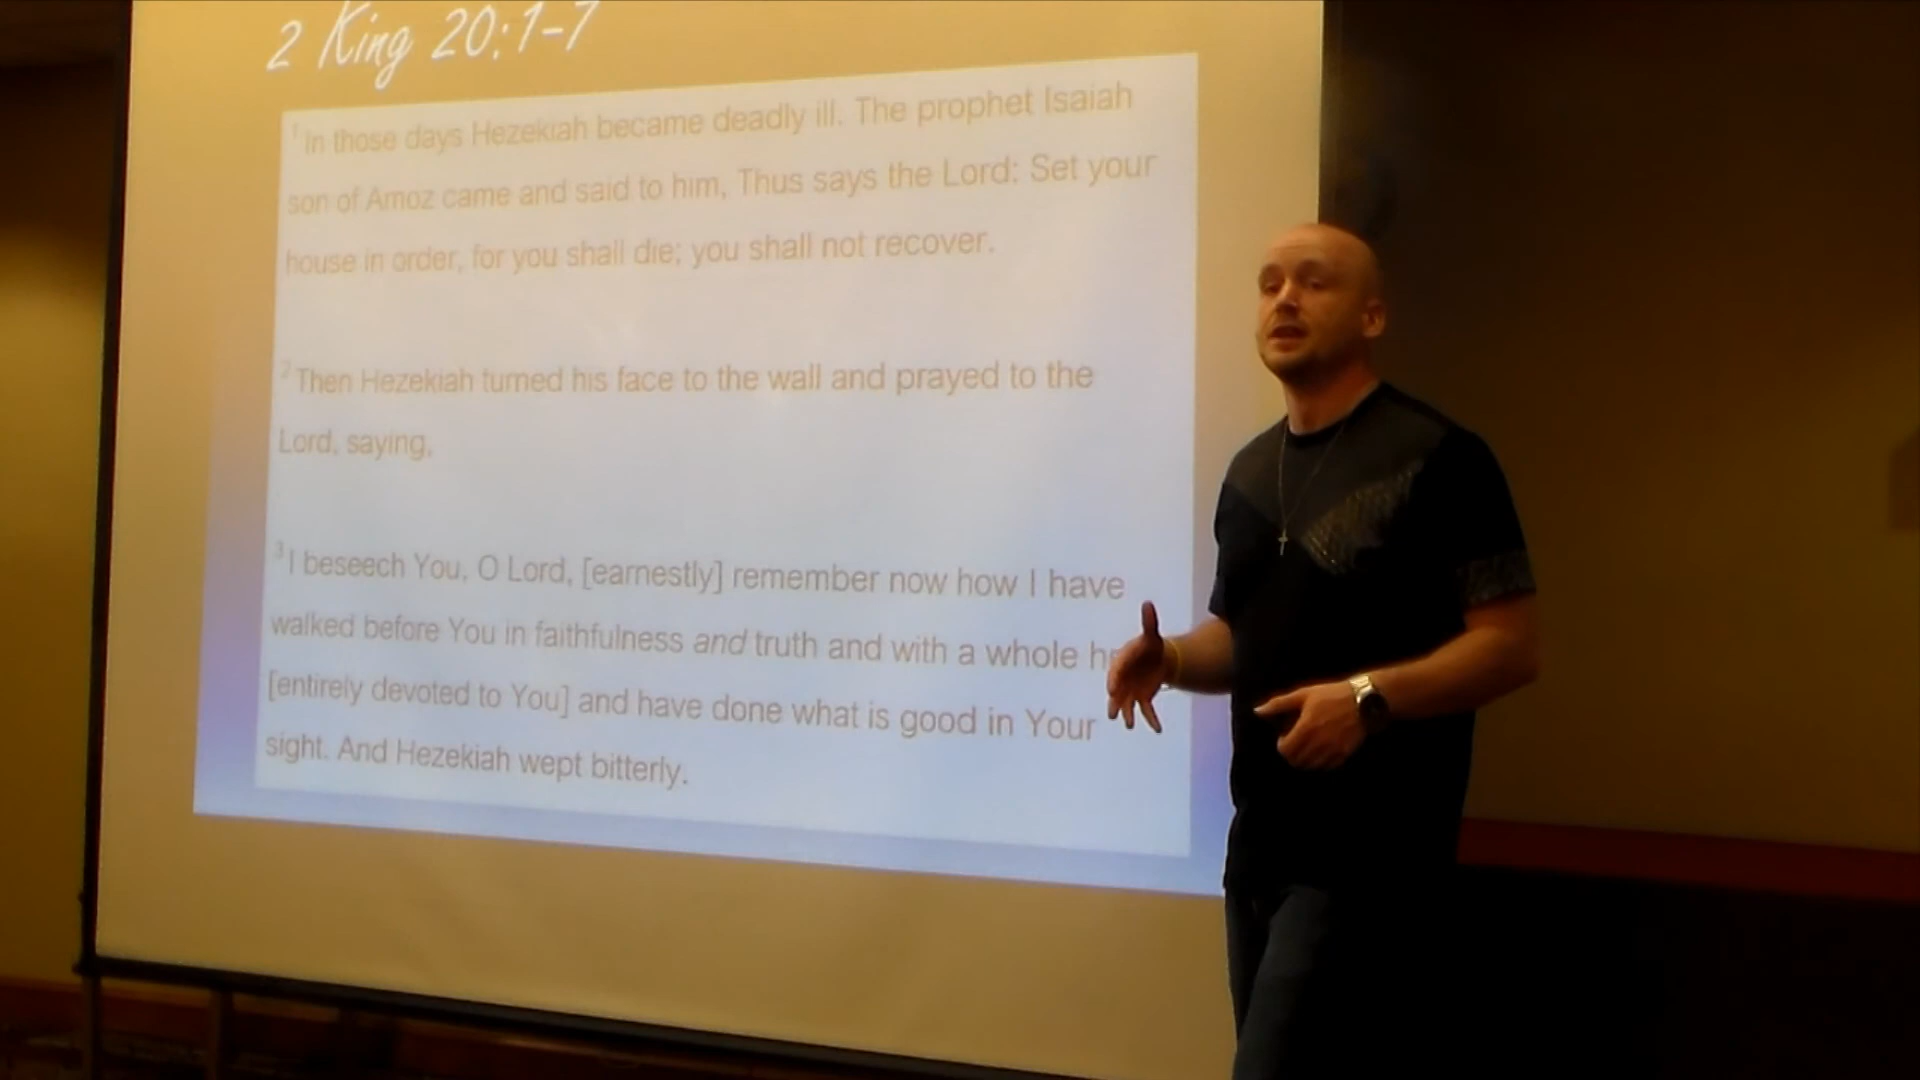 2 King 20:1-7
1 In those days Hezekiah became deadly ill. The prophet Isaiah
son of Amoz came and said to him, Thus says the Lord: Set your
house in order, for you shall die; you shall not recover.
2 Then Hezekiah turned his face to the wall and prayed to the
Lord, saying,
3 I beseech You, O Lord, [earnestly] remember now how I have
walked before You in faithfulness and truth and with a whole
[entirely devoted to You] and have done what is good in Your
sight. And Hezekiah wept bitterly.